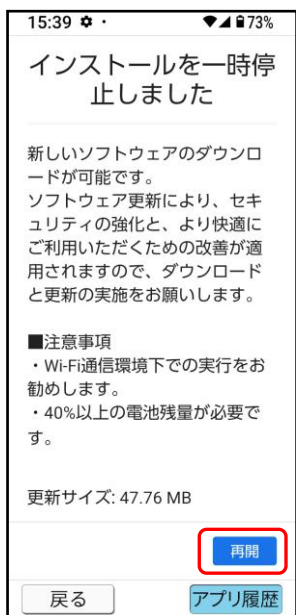 15:39 73%
インストールを一時停
止しました
新しいソフトウェアのダウンロ
ードが可能です。
ソフトウェア更新により、セキ
ュリティの強化と、より快適に
ご利用いただくための改善が適
用されますので、ダウンロード
と更新の実施をお願いします。
■注意事項
・Wi-Fi通信環境下での実行をお
勧めします。
・40%以上の電池残量が必要で
す。
更新サイズ: 47.76 MB
再開
戻る アプリ履歴